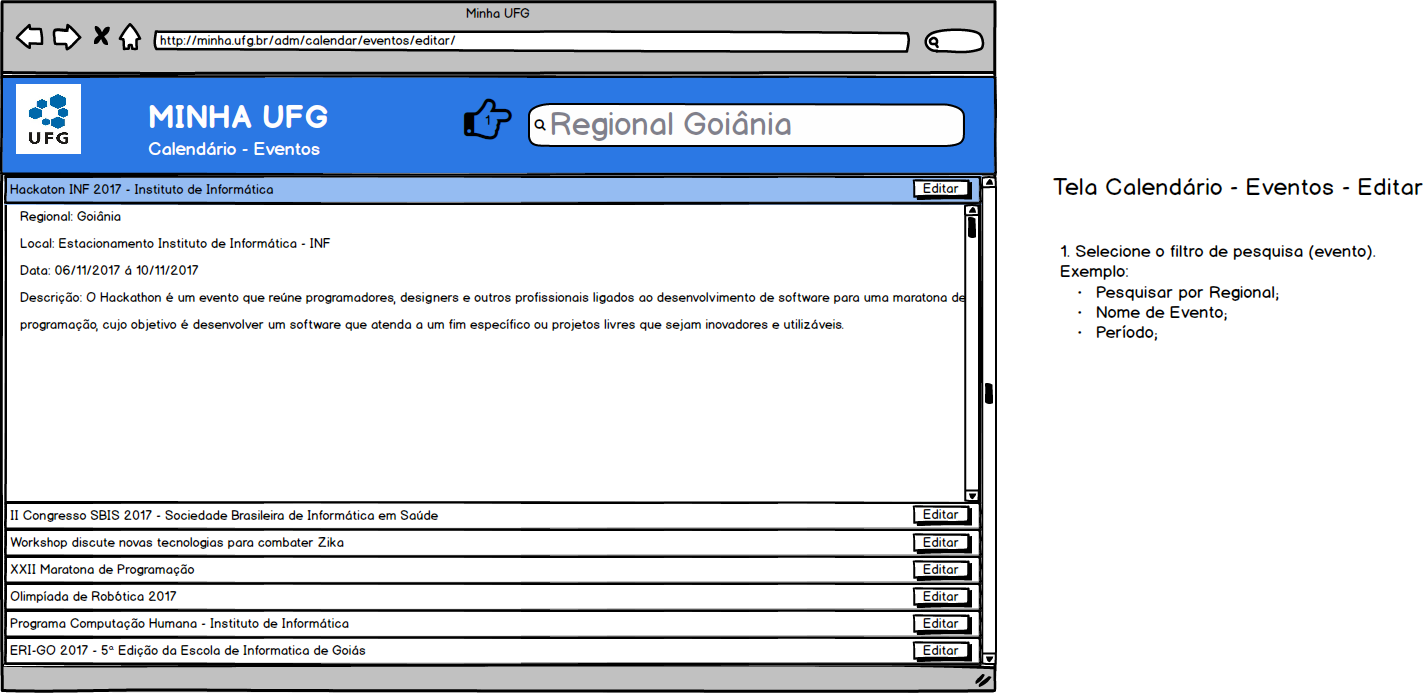 Minha UFG
http://minha.ufg.br/adm/calendar/eventos/editar/
UFG
MINHA UFG
Calendário - Eventos
1
Regional Goiânia
Hackaton INF 2017 - Instituto de Informática
Editar
Regional: Goiânia
Local: Estacionamento Instituto de Informática - INF
Data: 06/11/2017 á 10/11/2017
Descrição: O Hackathon é um evento que reúne programadores, designers e outros profissionais ligados ao desenvolvimento de software para uma maratona de
programação, cujo objetivo é desenvolver um software que atenda a um fim específico ou projetos livres que sejam inovadores e utilizáveis.
II Congresso SBIS 2017 - Sociedade Brasileira de Informática em Saúde
Editar
Workshop discute novas tecnologias para combater Zika
Editar
XXII Maratona de Programação
Editar
Olimpíada de Robótica 2017
Editar
Programa Computação Humana - Instituto de Informática
Editar
ERI-GO 2017 - 5ª Edição da Escola de Informatica de Goiás
Editar
Tela Calendário - Eventos - Editar
1. Selecione o filtro de pesquisa (evento).
Exemplo:
· Pesquisar por Regional;
· Nome de Evento;
· Período;